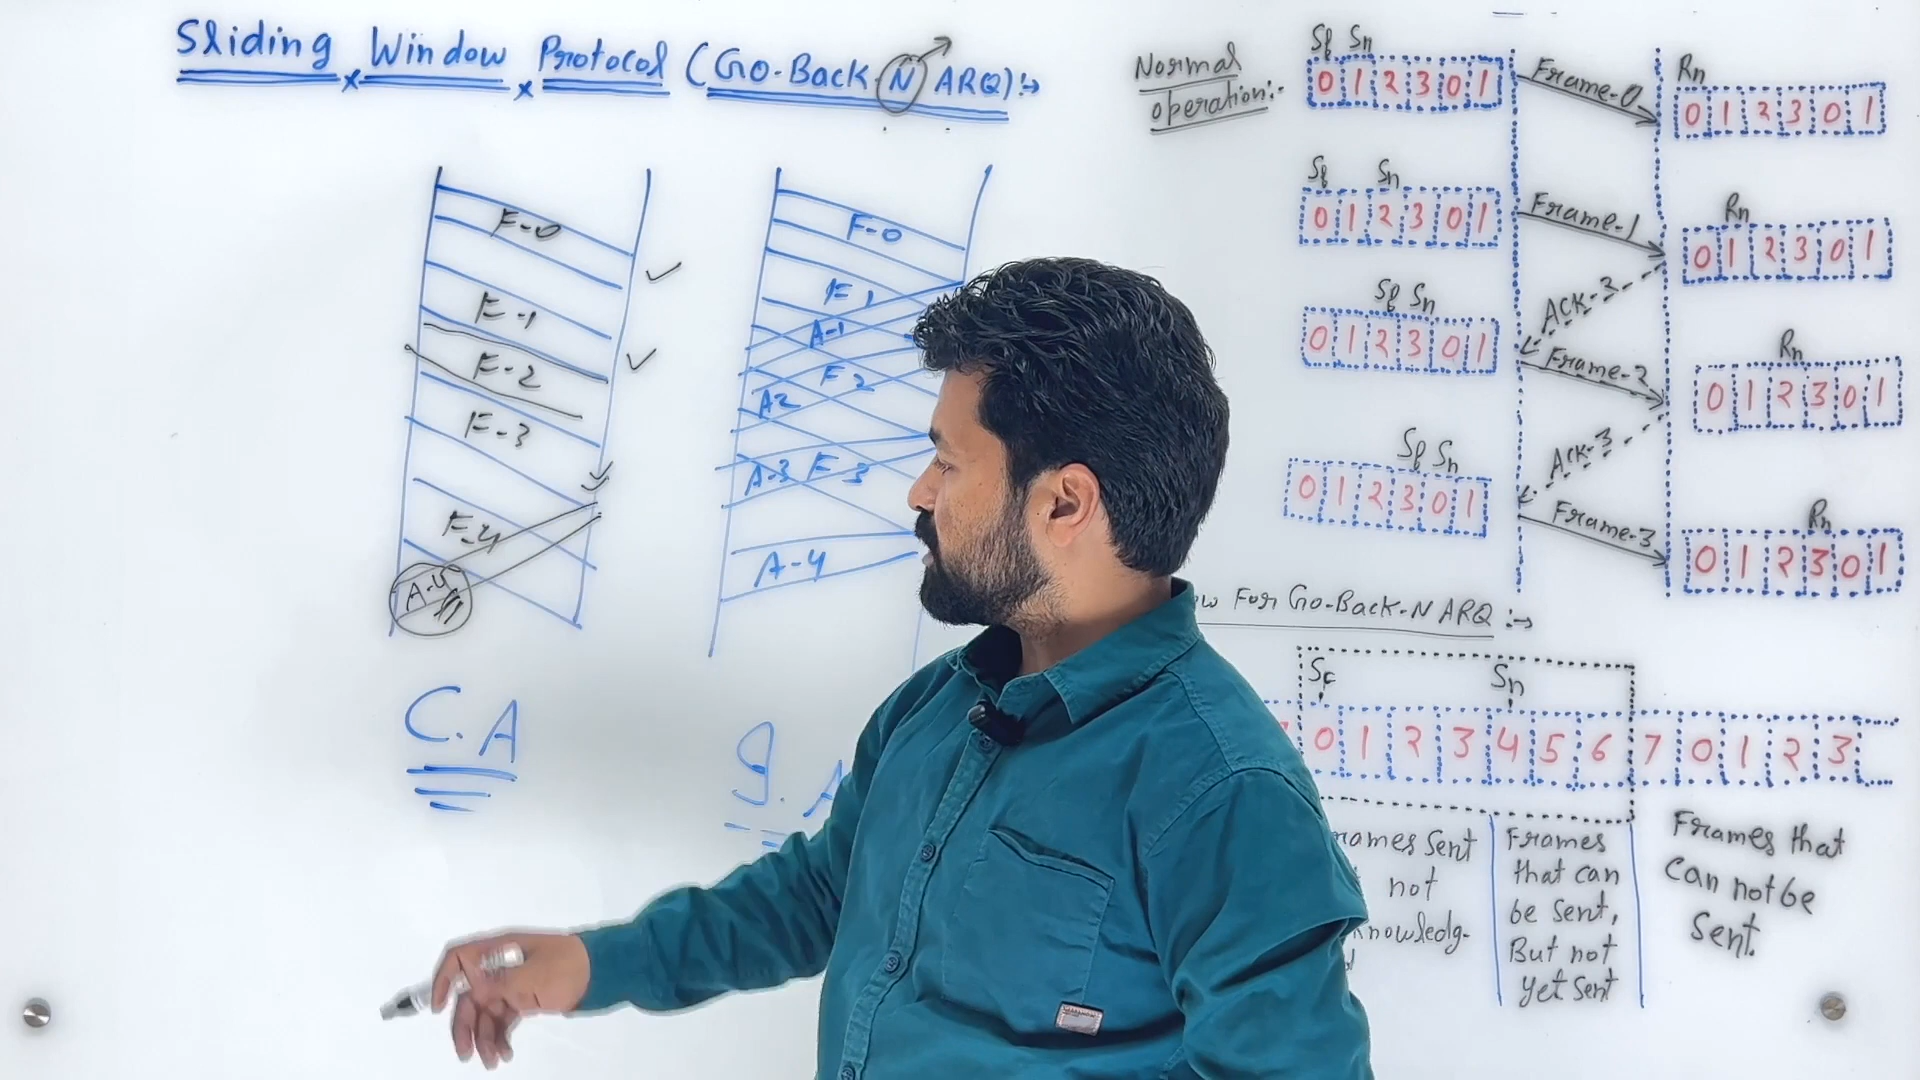 Sliding Window Protocol (Go-Back-N ARQ):→
F-0
F-1
F-2
F-3
F-4
A-4
C.A
F-0
F1
A-1
F2
A2
A-3 F-3
A-4
Normal
operation:-
Sf Sn
0 1 2 3 0 1
Frame-0
Rn
0 1 2 3 0 1
Sf Sn
0 1 2 3 0 1
Frame-1
Rn
0 1 2 3 0 1
ACK-3
Sf Sn
0 1 2 3 0 1
Frame-2
Rn
0 1 2 3 0 1
ACK-3
Sf Sn
0 1 2 3 0 1
Frame-3
Rn
0 1 2 3 0 1
For Go-Back-N ARQ :→
Sf Sn
0 1 2 3 4 5 6 7 0 1 2 3
Sent
not
Frames
that can
be sent,
But not
yet sent
Frames that
can not be
sent.